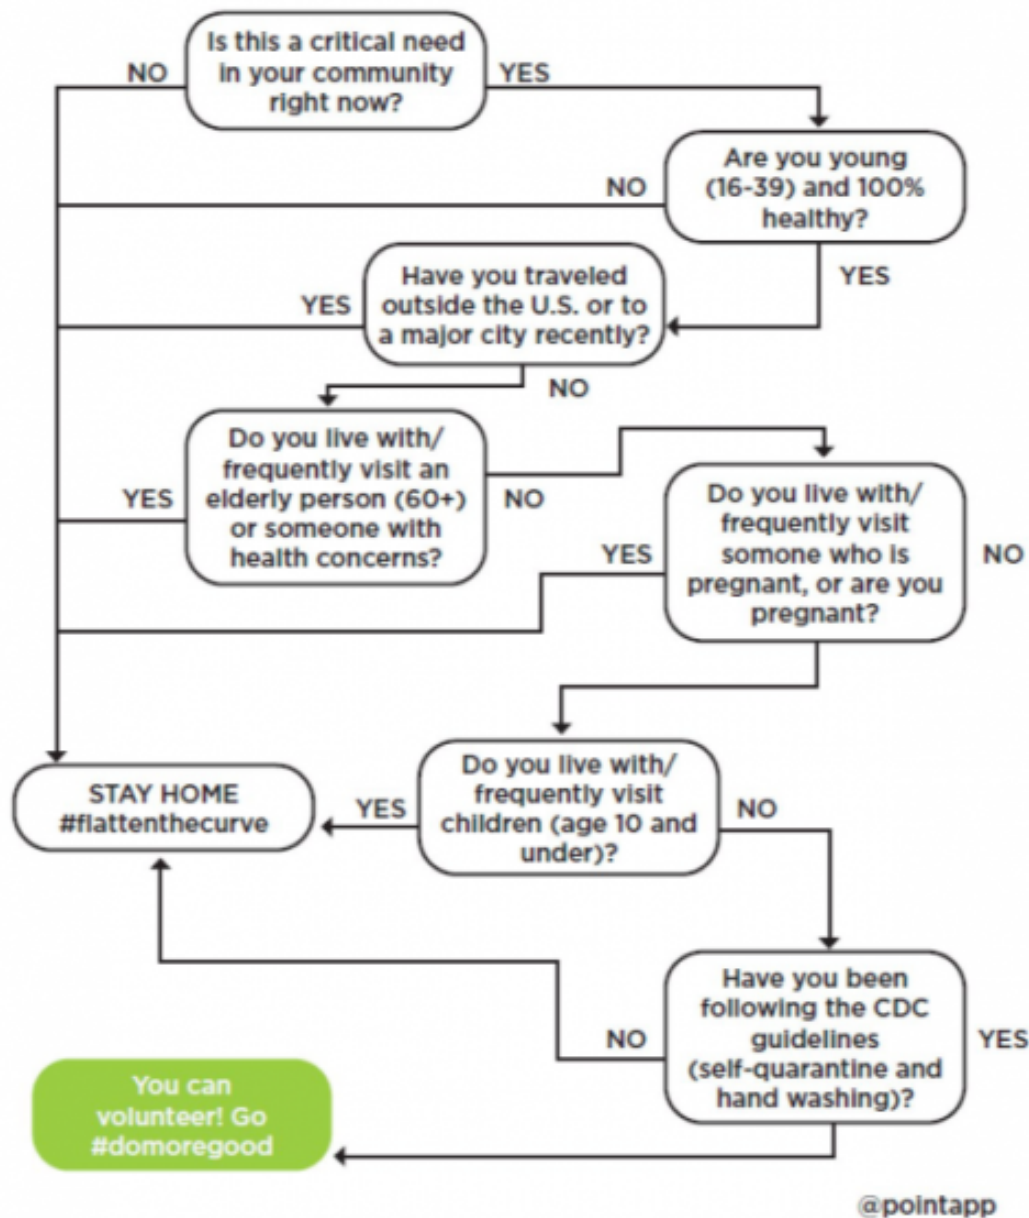 Is this a critical need
in your community
right now?
NO
YES
Are you young
(16-39) and 100%
healthy?
NO
YES
Have you traveled
outside the U.S. or to
a major city recently?
YES
NO
Do you live with/
frequently visit an
elderly person (60+)
or someone with
health concerns?
YES
NO
Do you live with/
frequently visit
somone who is
pregnant, or are you
pregnant?
YES
NO
Do you live with/
frequently visit
children (age 10 and
under)?
YES
NO
STAY HOME
#flattenthecurve
Have you been
following the CDC
guidelines
(self-quarantine and
hand washing)?
NO
YES
You can
volunteer! Go
#domoregood
@pointapp